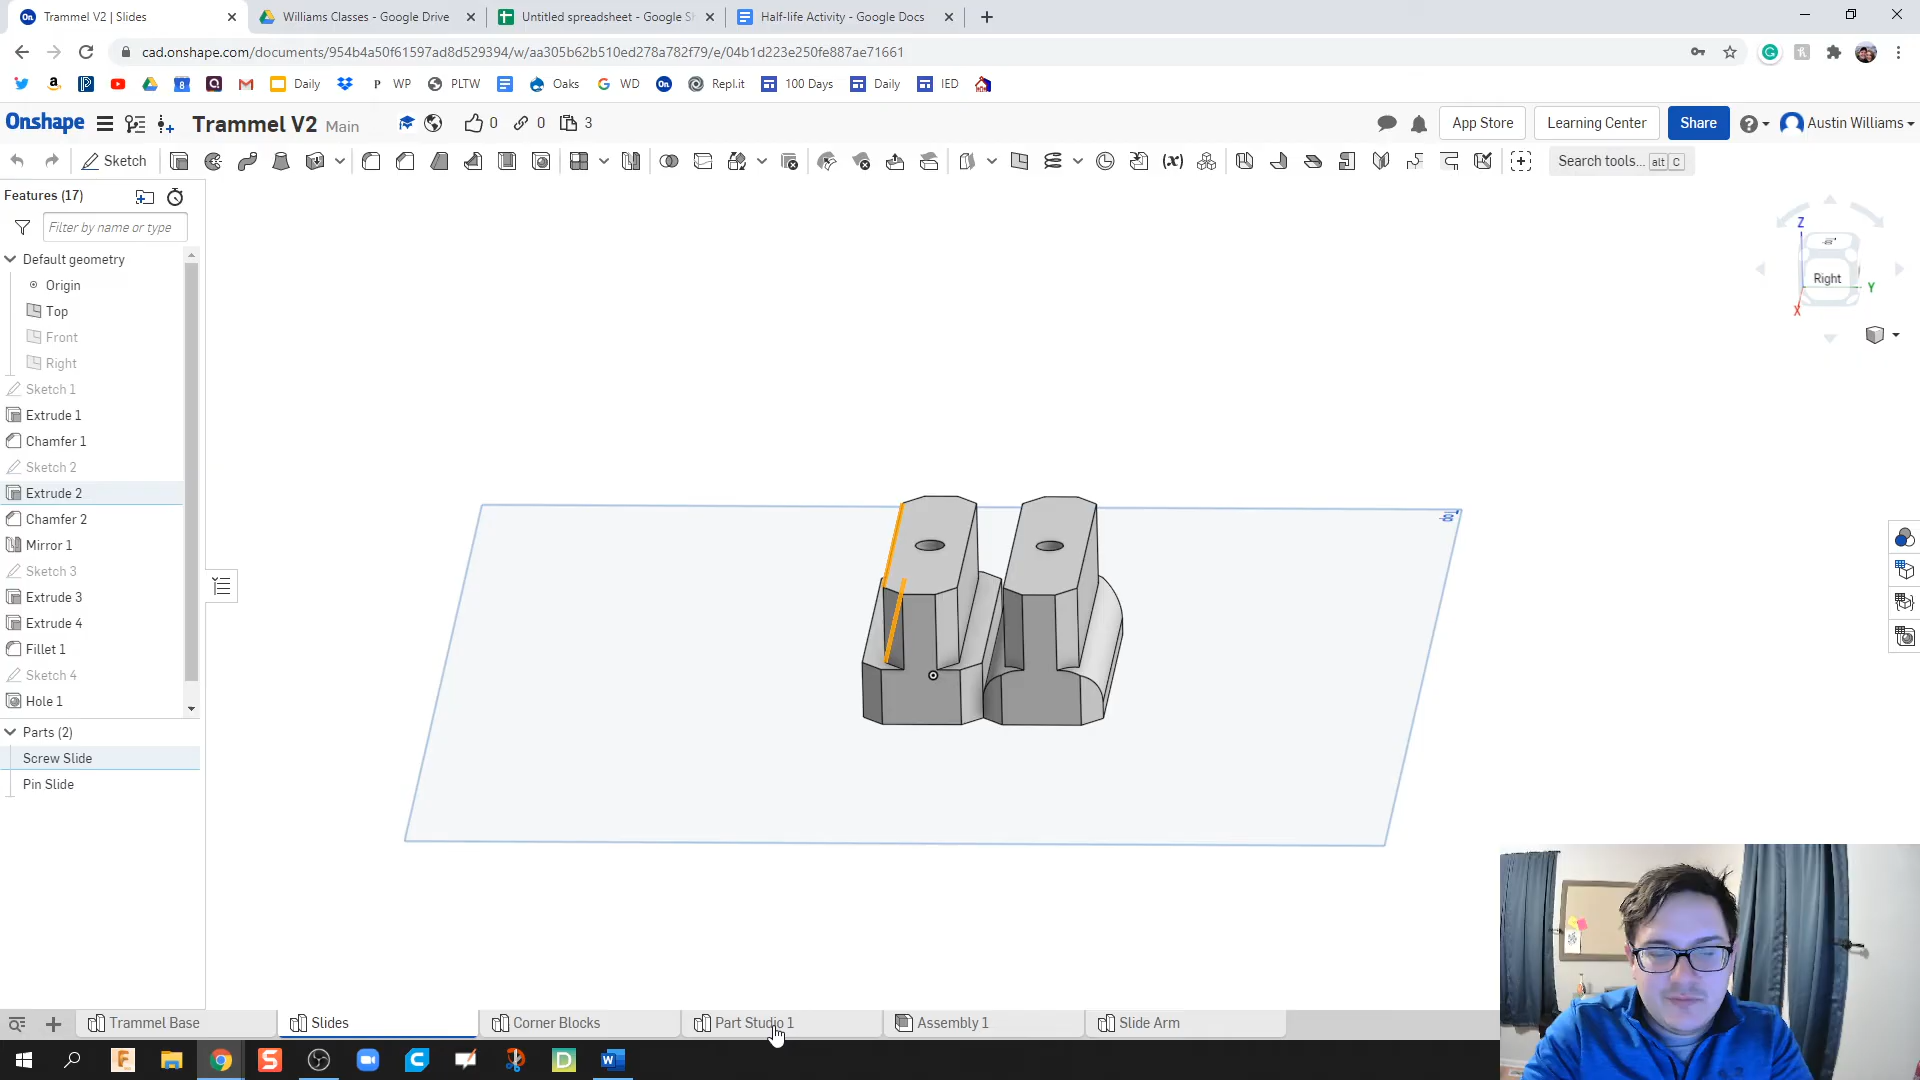 Trammel V2 | Slides
Williams Classes - Google Drive
Untitled spreadsheet - Google Sh
Half-life Activity - Google Docs
cad.onshape.com/documents/954b4a50f61597ad8d529394/w/aa305b62b510ed278a782f79/e/04b1d223e250fe887ae71661
Daily
WP
PLTW
Oaks
WD
Repl.it
100 Days
Daily
IED
Onshape
Trammel V2 Main
0
0
3
App Store
Learning Center
Share
Austin Williams
Sketch
Search tools... alt C
Features (17)
Filter by name or type
Default geometry
Origin
Top
Front
Right
Sketch 1
Extrude 1
Chamfer 1
Sketch 2
Extrude 2
Chamfer 2
Mirror 1
Sketch 3
Extrude 3
Extrude 4
Fillet 1
Sketch 4
Hole 1
Parts (2)
Screw Slide
Pin Slide
Top
Z
Right
Y
X
Trammel Base
Slides
Corner Blocks
Part Studio 1
Assembly 1
Slide Arm